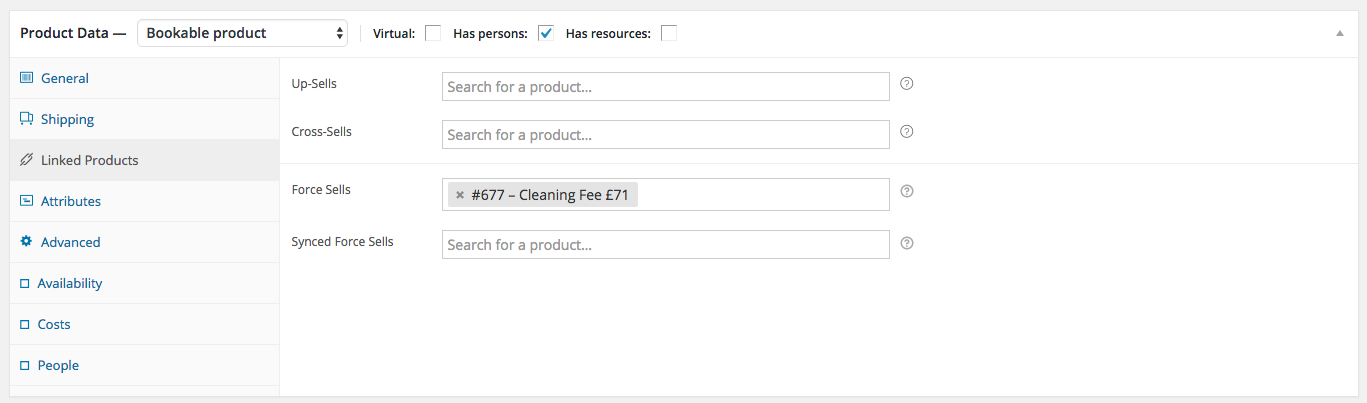 Product Data — Bookable product Virtual: Has persons: Has resources:
General
Shipping
Linked Products
Attributes
Advanced
Availability
Costs
People
Up-Sells Search for a product...
Cross-Sells Search for a product...
Force Sells × #677 – Cleaning Fee £71
Synced Force Sells Search for a product...